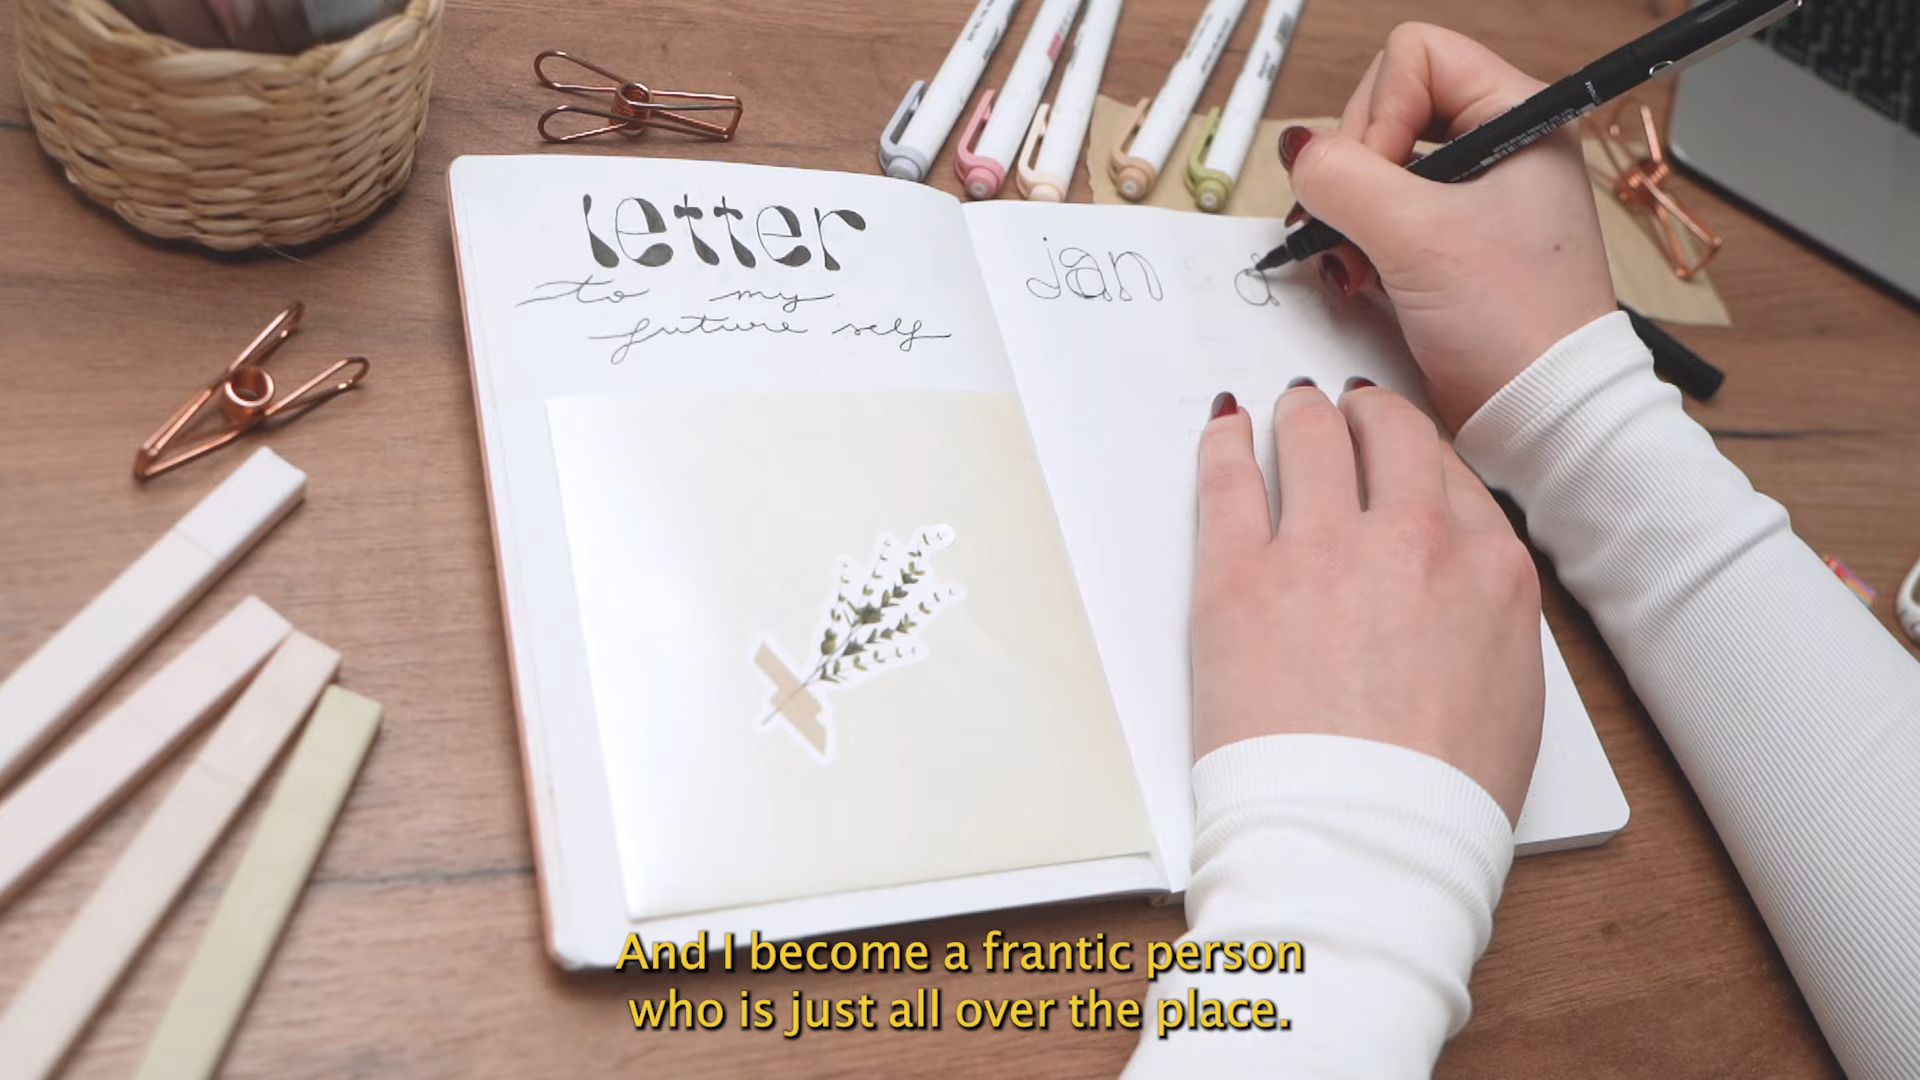 letter
to my
future self
jan d
And I become a frantic person
who is just all over the place.